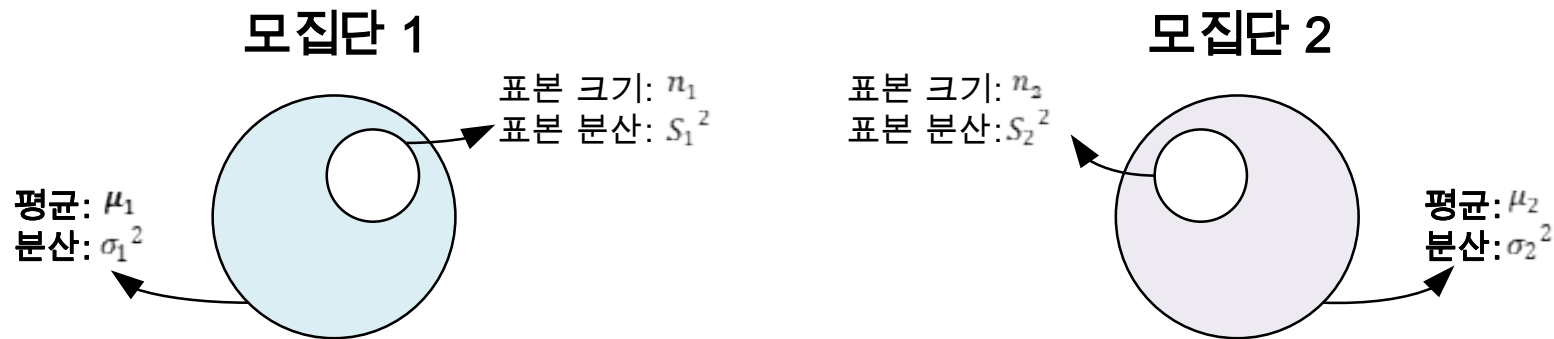 모집단 1
표본 크기: n₁
표본 분산: S₁²
평균: μ₁
분산: σ₁²
모집단 2
표본 크기: n₂
표본 분산: S₂²
평균: μ₂
분산: σ₂²